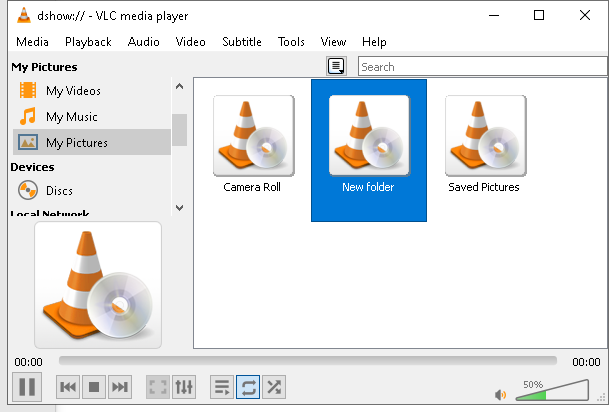 dshow:// - VLC media player
Media Playback Audio Video Subtitle Tools View Help
My Pictures
Search
My Videos
My Music
My Pictures
Devices
Discs
Local Network
Camera Roll
New folder
Saved Pictures
00:00
00:00
50%